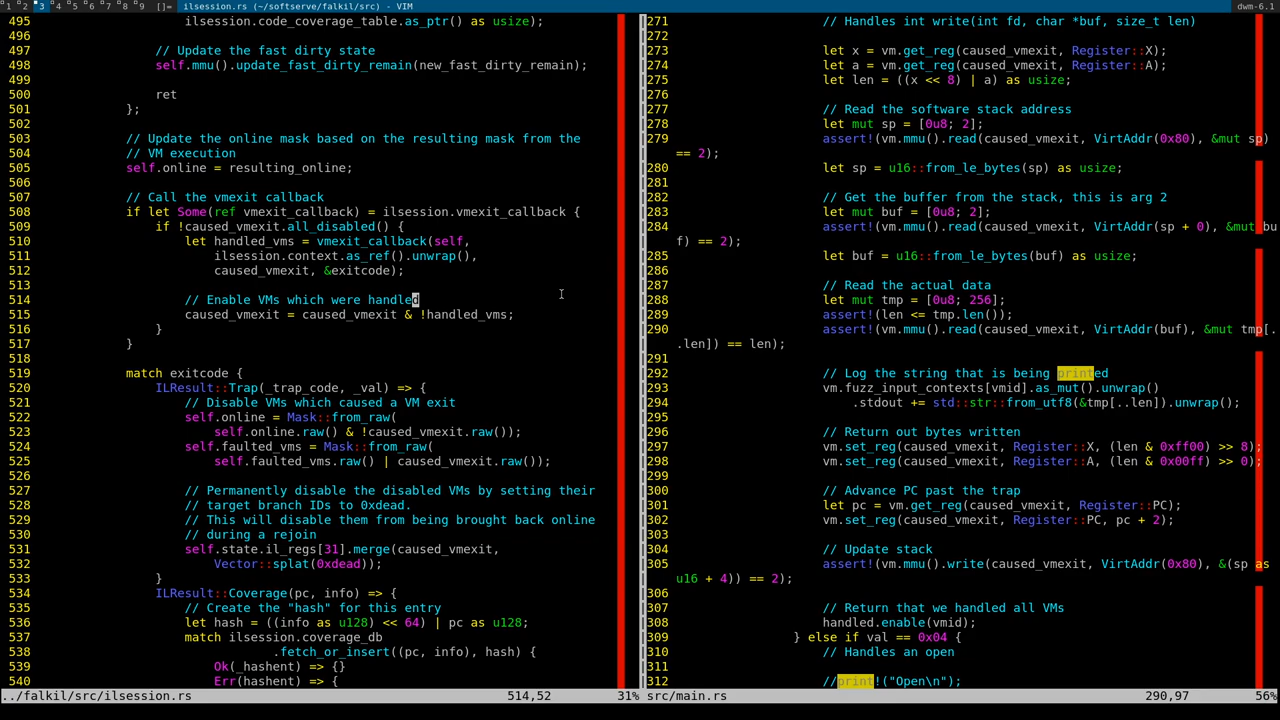 1 2 3 4 5 6 7 8 9 []= ilsession.rs (~/softserve/falkil/src) - VIM dwm-6.1
495 ilsession.code_coverage_table.as_ptr() as usize);
496
497 // Update the fast dirty state
498 self.mmu().update_fast_dirty_remain(new_fast_dirty_remain);
499
500 ret
501 };
502
503 // Update the online mask based on the resulting mask from the
504 // VM execution
505 self.online = resulting_online;
506
507 // Call the vmexit callback
508 if let Some(ref vmexit_callback) = ilsession.vmexit_callback {
509 if !caused_vmexit.all_disabled() {
510 let handled_vms = vmexit_callback(self,
511 ilsession.context.as_ref().unwrap(),
512 caused_vmexit, &exitcode);
513
514 // Enable VMs which were handled
515 caused_vmexit = caused_vmexit & !handled_vms;
516 }
517 }
518
519 match exitcode {
520 ILResult::Trap(_trap_code, _val) => {
521 // Disable VMs which caused a VM exit
522 self.online = Mask::from_raw(
523 self.online.raw() & !caused_vmexit.raw());
524 self.faulted_vms = Mask::from_raw(
525 self.faulted_vms.raw() | caused_vmexit.raw());
526
527 // Permanently disable the disabled VMs by setting their
528 // target branch IDs to 0xdead.
529 // This will disable them from being brought back online
530 // during a rejoin
531 self.state.il_regs[31].merge(caused_vmexit,
532 Vector::splat(0xdead));
533 }
534 ILResult::Coverage(pc, info) => {
535 // Create the "hash" for this entry
536 let hash = ((info as u128) << 64) | pc as u128;
537 match ilsession.coverage_db
538 .fetch_or_insert((pc, info), hash) {
539 Ok(_hashent) => {}
540 Err(hashent) => {
../falkil/src/ilsession.rs 514,52 31%
271 // Handles int write(int fd, char *buf, size_t len)
272
273 let x = vm.get_reg(caused_vmexit, Register::X);
274 let a = vm.get_reg(caused_vmexit, Register::A);
275 let len = ((x << 8) | a) as usize;
276
277 // Read the software stack address
278 let mut sp = [0u8; 2];
279 assert!(vm.mmu().read(caused_vmexit, VirtAddr(0x80), &mut sp)
== 2);
280 let sp = u16::from_le_bytes(sp) as usize;
281
282 // Get the buffer from the stack, this is arg 2
283 let mut buf = [0u8; 2];
284 assert!(vm.mmu().read(caused_vmexit, VirtAddr(sp + 0), &mut bu
f) == 2);
285 let buf = u16::from_le_bytes(buf) as usize;
286
287 // Read the actual data
288 let mut tmp = [0u8; 256];
289 assert!(len <= tmp.len());
290 assert!(vm.mmu().read(caused_vmexit, VirtAddr(buf), &mut tmp[.
.len]) == len);
291
292 // Log the string that is being printed
293 vm.fuzz_input_contexts[vmid].as_mut().unwrap()
294 .stdout += std::str::from_utf8(&tmp[..len]).unwrap();
295
296 // Return out bytes written
297 vm.set_reg(caused_vmexit, Register::X, (len & 0xff00) >> 8);
298 vm.set_reg(caused_vmexit, Register::A, (len & 0x00ff) >> 0);
299
300 // Advance PC past the trap
301 let pc = vm.get_reg(caused_vmexit, Register::PC);
302 vm.set_reg(caused_vmexit, Register::PC, pc + 2);
303
304 // Update stack
305 assert!(vm.mmu().write(caused_vmexit, VirtAddr(0x80), &(sp as
u16 + 4)) == 2);
306
307 // Return that we handled all VMs
308 handled.enable(vmid);
309 } else if val == 0x04 {
310 // Handles an open
311
312 //print!("Open\n");
src/main.rs 290,97 56%